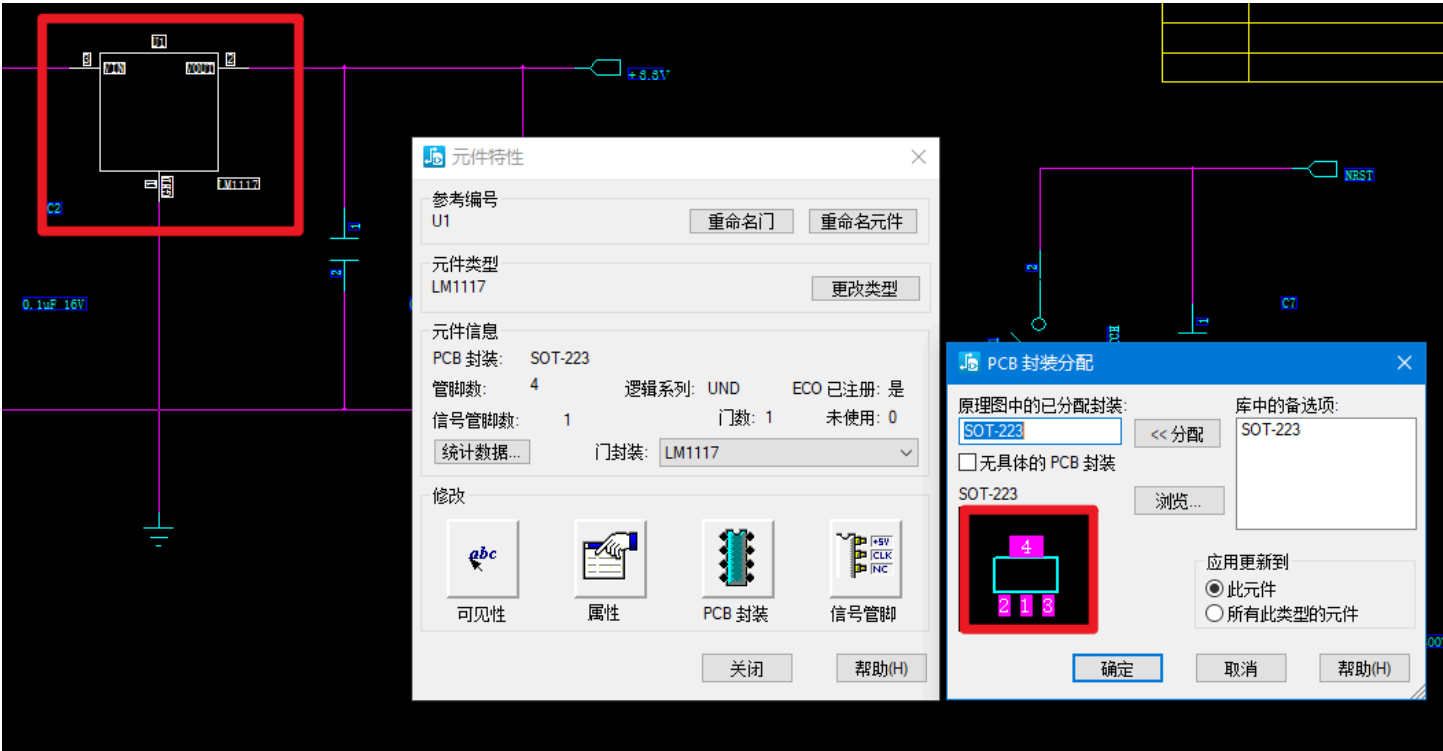 U1
3
VIN
VOUT
2
+3.3V
1
LM1117
C2
1
2
0.1uF 16V
NRST
2
C7
1
元件特性
参考编号
U1
重命名门
重命名元件
元件类型
LM1117
更改类型
元件信息
PCB 封装: SOT-223
管脚数: 4 逻辑系列: UND ECO 已注册: 是
信号管脚数: 1 门数: 1 未使用: 0
统计数据... 门封装: LM1117
修改
abc
+5V
CLK
NC
可见性 属性 PCB 封装 信号管脚
关闭 帮助(H)
PCB 封装分配
原理图中的已分配封装: 库中的备选项:
SOT-223 << 分配 SOT-223
无具体的 PCB 封装
SOT-223 浏览...
4
2 1 3
应用更新到
此元件
所有此类型的元件
确定 取消 帮助(H)